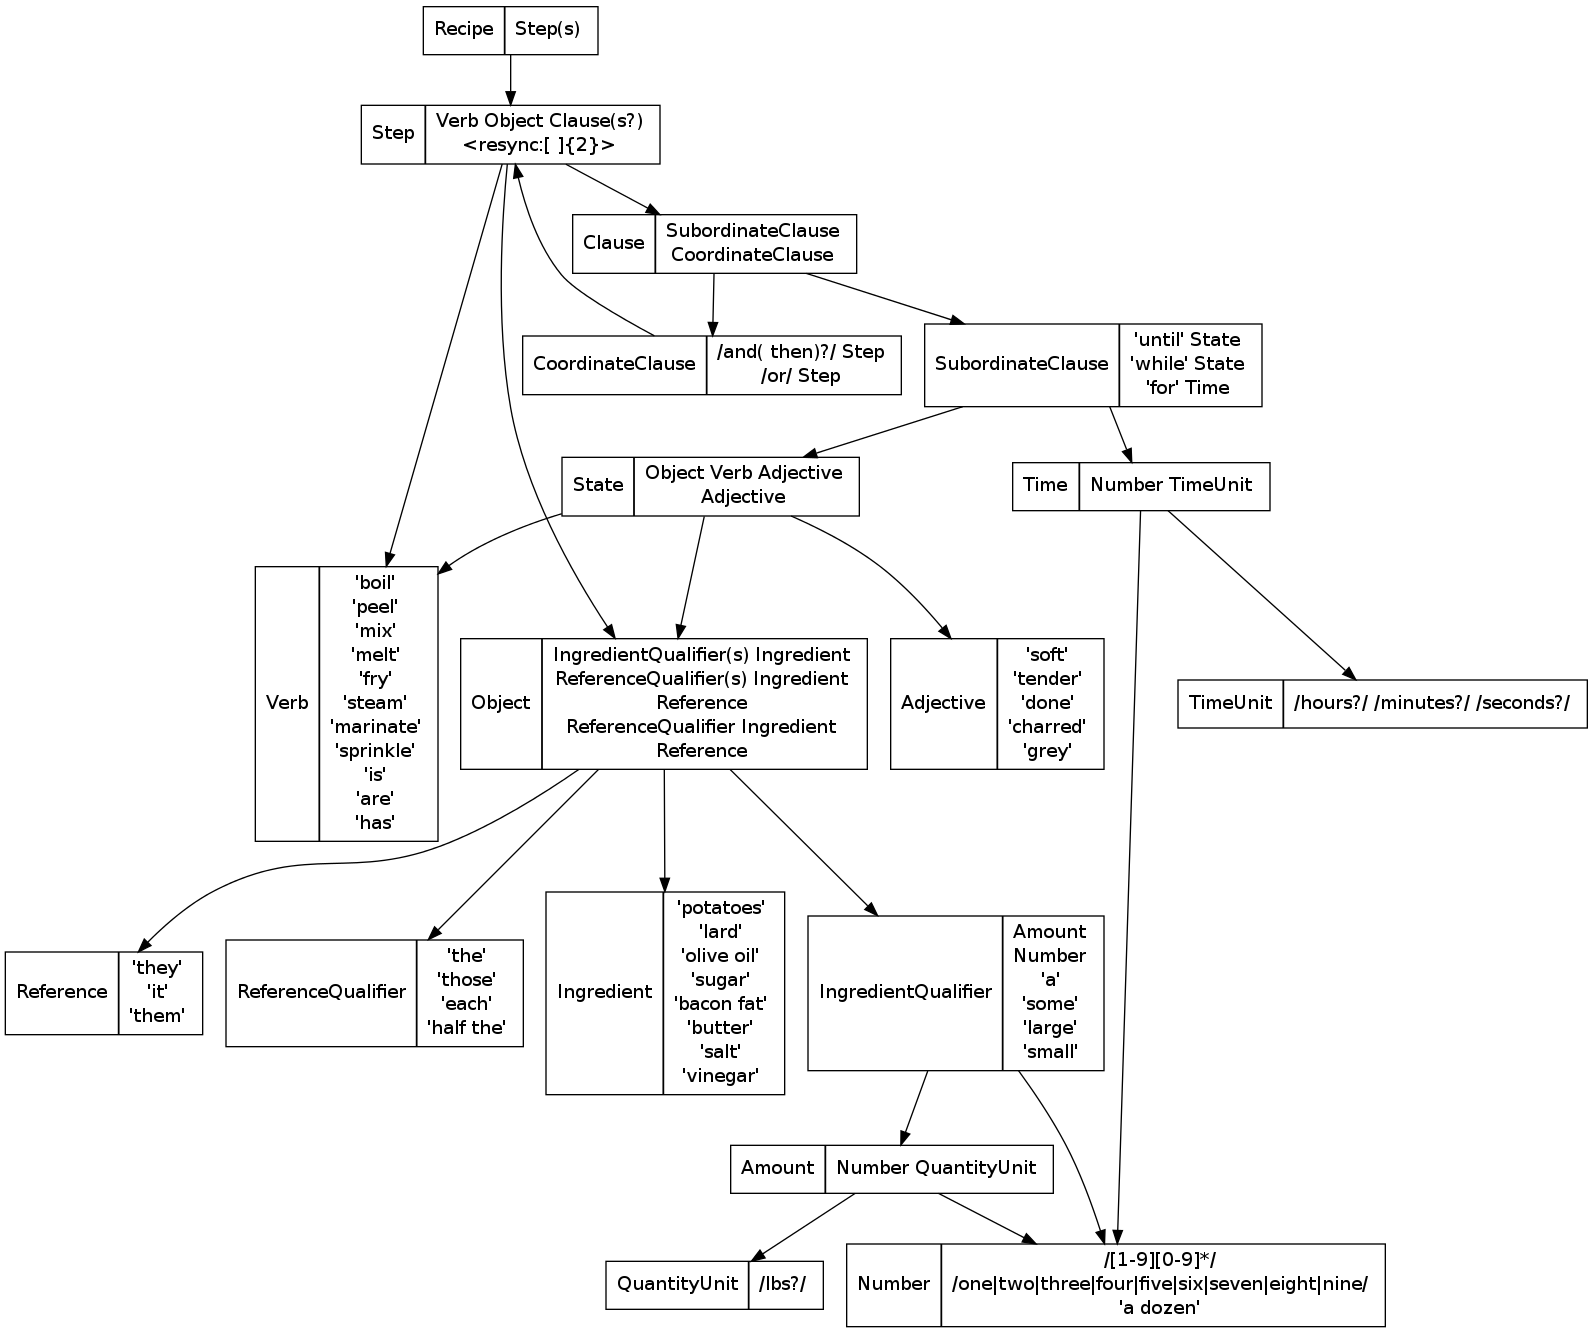 Recipe
Step(s)
Step
Verb Object Clause(s?)
<resync:[ ]{2}>
Clause
SubordinateClause
CoordinateClause
CoordinateClause
/and( then)?/ Step
/or/ Step
SubordinateClause
'until' State
'while' State
'for' Time
State
Object Verb Adjective
Adjective
Time
Number TimeUnit
Verb
'boil'
'peel'
'mix'
'melt'
'fry'
'steam'
'marinate'
'sprinkle'
'is'
'are'
'has'
Object
IngredientQualifier(s) Ingredient
ReferenceQualifier(s) Ingredient
Reference
ReferenceQualifier Ingredient
Reference
Adjective
'soft'
'tender'
'done'
'charred'
'grey'
TimeUnit
/hours?/ /minutes?/ /seconds?/
Reference
'they'
'it'
'them'
ReferenceQualifier
'the'
'those'
'each'
'half the'
Ingredient
'potatoes'
'lard'
'olive oil'
'sugar'
'bacon fat'
'butter'
'salt'
'vinegar'
IngredientQualifier
Amount
Number
'a'
'some'
'large'
'small'
Amount
Number QuantityUnit
QuantityUnit
/lbs?/
Number
/[1-9][0-9]*/
/one|two|three|four|five|six|seven|eight|nine/
'a dozen'